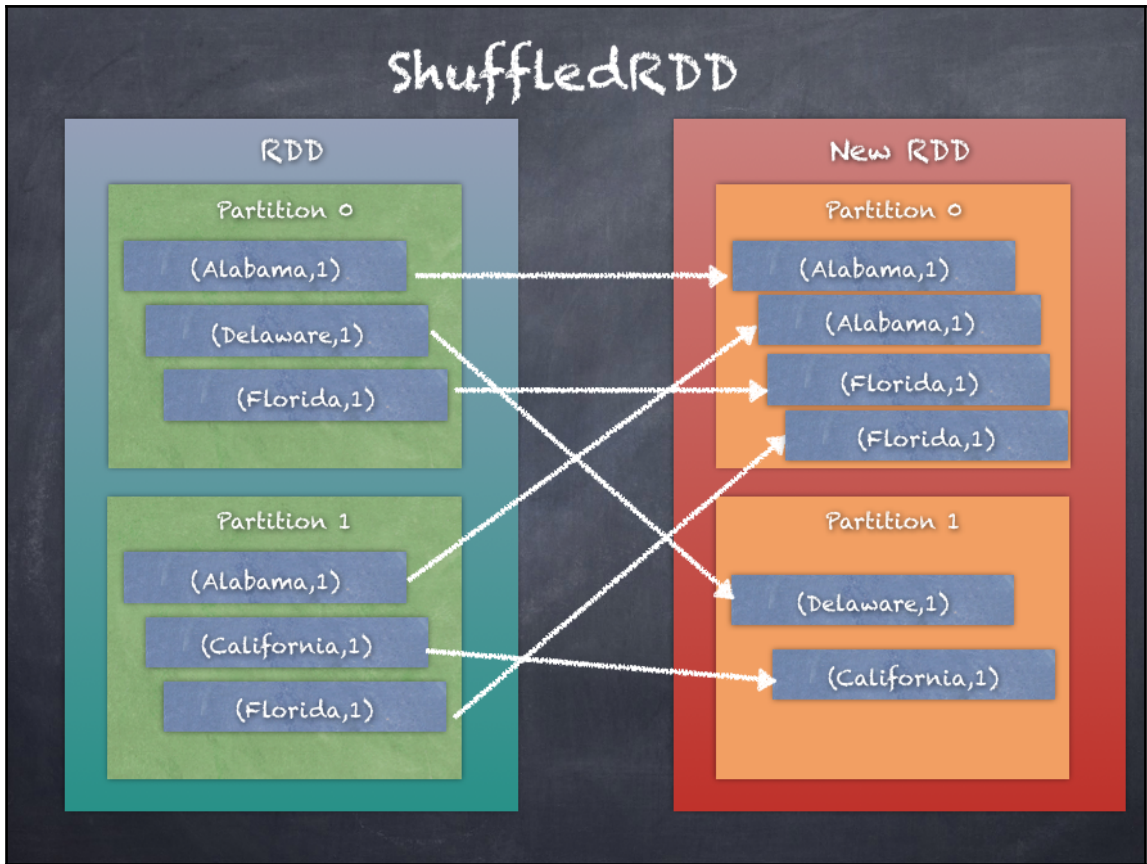 ShuffledRDD
RDD
Partition 0
(Alabama,1)
(Delaware,1)
(Florida,1)
Partition 1
(Alabama,1)
(California,1)
(Florida,1)
New RDD
Partition 0
(Alabama,1)
(Alabama,1)
(Florida,1)
(Florida,1)
Partition 1
(Delaware,1)
(California,1)